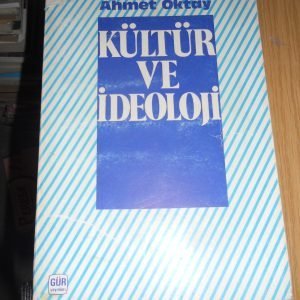 Ahmet Oktay
KÜLTÜR
VE
İDEOLOJİ
GÜR